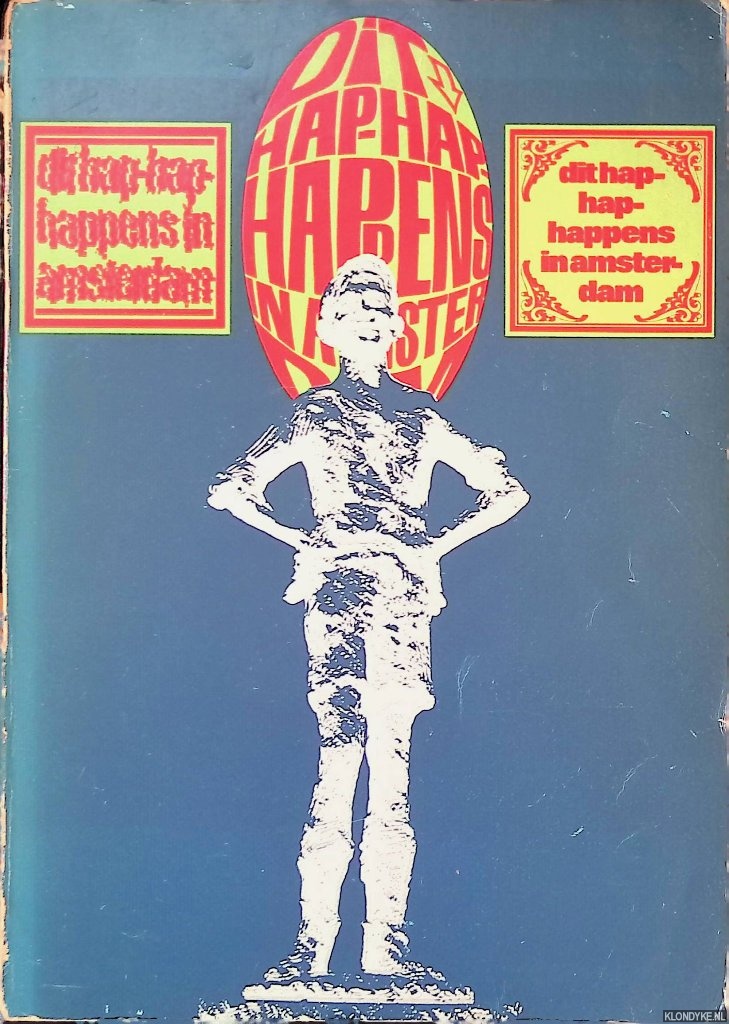 DiT
HAP-HAP-
HAPPENS
IN AMSTER
dit hap-hap-
happens in
amsterdam
dit hap-
hap-
happens
in amster-
dam
KLONDYKE.NL